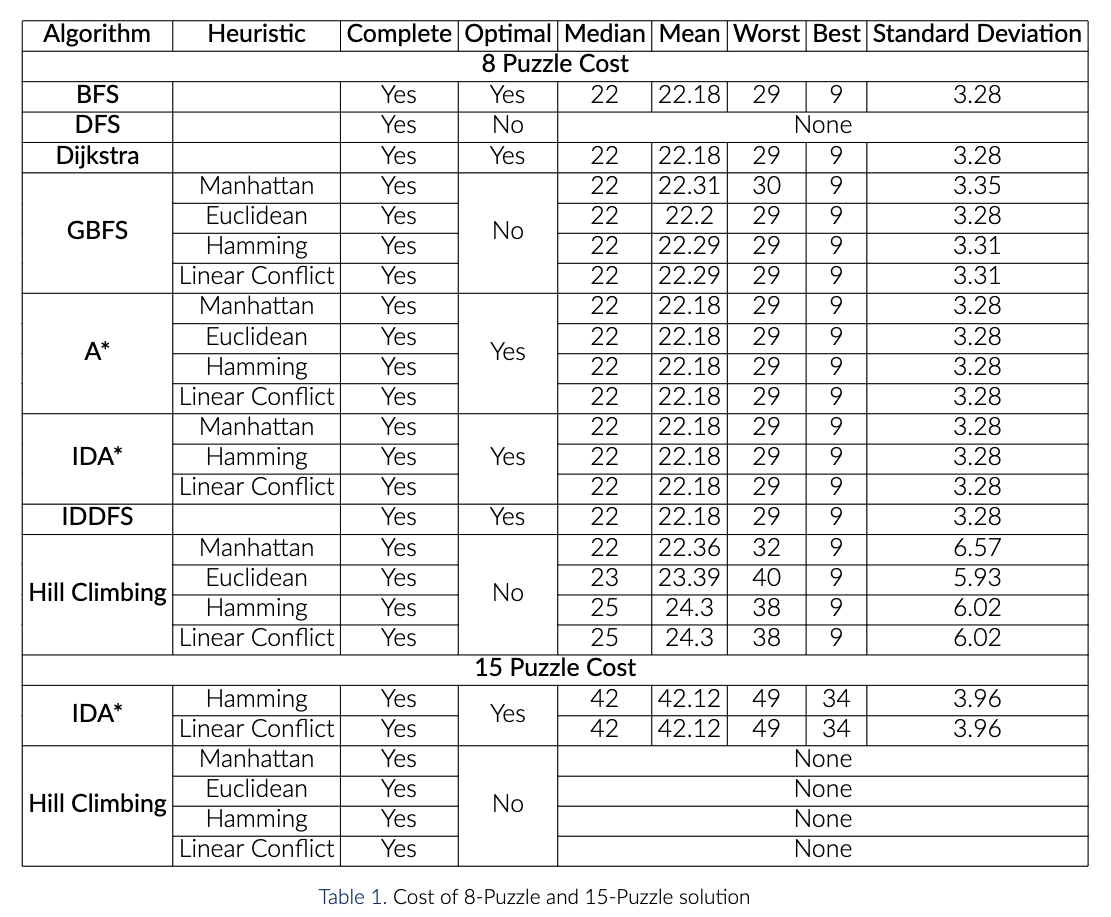 Algorithm Heuristic Complete Optimal Median Mean Worst Best Standard Deviation
8 Puzzle Cost
BFS Yes Yes 22 22.18 29 9 3.28
DFS Yes No None
Dijkstra Yes Yes 22 22.18 29 9 3.28
GBFS Manhattan Yes No 22 22.31 30 9 3.35
Euclidean Yes 22 22.2 29 9 3.28
Hamming Yes 22 22.29 29 9 3.31
Linear Conflict Yes 22 22.29 29 9 3.31
A* Manhattan Yes Yes 22 22.18 29 9 3.28
Euclidean Yes 22 22.18 29 9 3.28
Hamming Yes 22 22.18 29 9 3.28
Linear Conflict Yes 22 22.18 29 9 3.28
IDA* Manhattan Yes Yes 22 22.18 29 9 3.28
Hamming Yes 22 22.18 29 9 3.28
Linear Conflict Yes 22 22.18 29 9 3.28
IDDFS Yes Yes 22 22.18 29 9 3.28
Hill Climbing Manhattan Yes No 22 22.36 32 9 6.57
Euclidean Yes 23 23.39 40 9 5.93
Hamming Yes 25 24.3 38 9 6.02
Linear Conflict Yes 25 24.3 38 9 6.02
15 Puzzle Cost
IDA* Hamming Yes Yes 42 42.12 49 34 3.96
Linear Conflict Yes 42 42.12 49 34 3.96
Hill Climbing Manhattan Yes No None
Euclidean Yes None
Hamming Yes None
Linear Conflict Yes None
Table 1. Cost of 8-Puzzle and 15-Puzzle solution